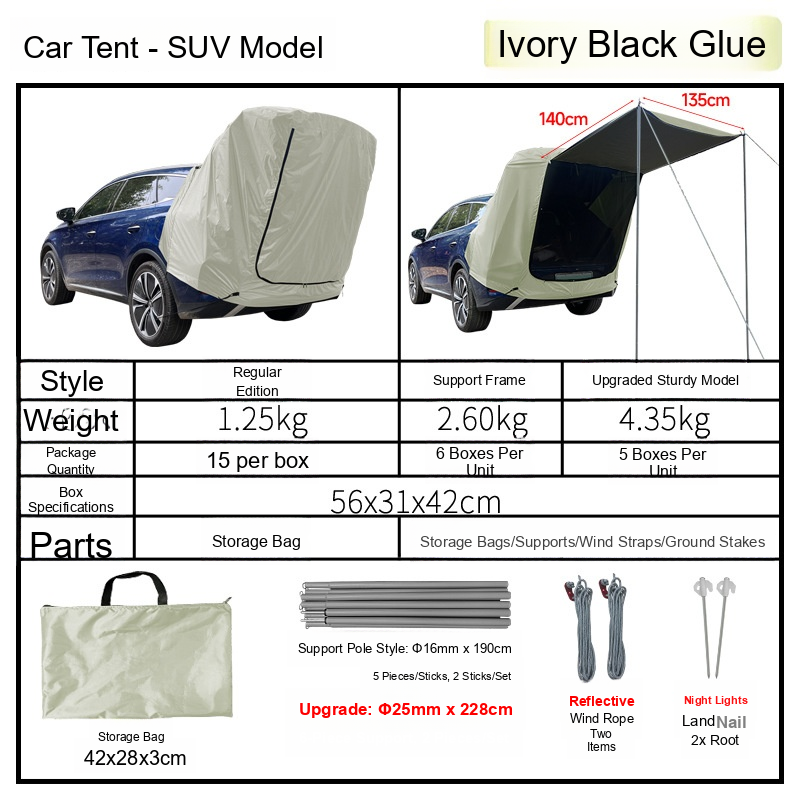 Car Tent - SUV Model
Ivory Black Glue
140cm
135cm
Style
Regular
Edition
Support Frame
Upgraded Sturdy Model
Weight
1.25kg
2.60kg
4.35kg
Package
Quantity
15 per box
6 Boxes Per
Unit
5 Boxes Per
Unit
Box
Specifications
56x31x42cm
Parts
Storage Bag
Storage Bags/Supports/Wind Straps/Ground Stakes
Support Pole Style: Φ16mm x 190cm
5 Pieces/Sticks, 2 Sticks/Set
Upgrade: Φ25mm x 228cm
Storage Bag
42x28x3cm
Reflective
Wind Rope
Two
Items
Night Lights
LandNail
2x Root